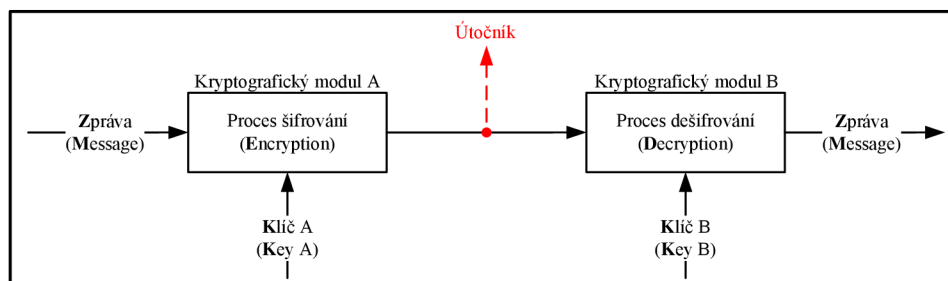 Útočník
Kryptografický modul A
Kryptografický modul B
Zpráva
(Message)
Proces šifrování
(Encryption)
Proces dešifrování
(Decryption)
Zpráva
(Message)
Klíč A
(Key A)
Klíč B
(Key B)